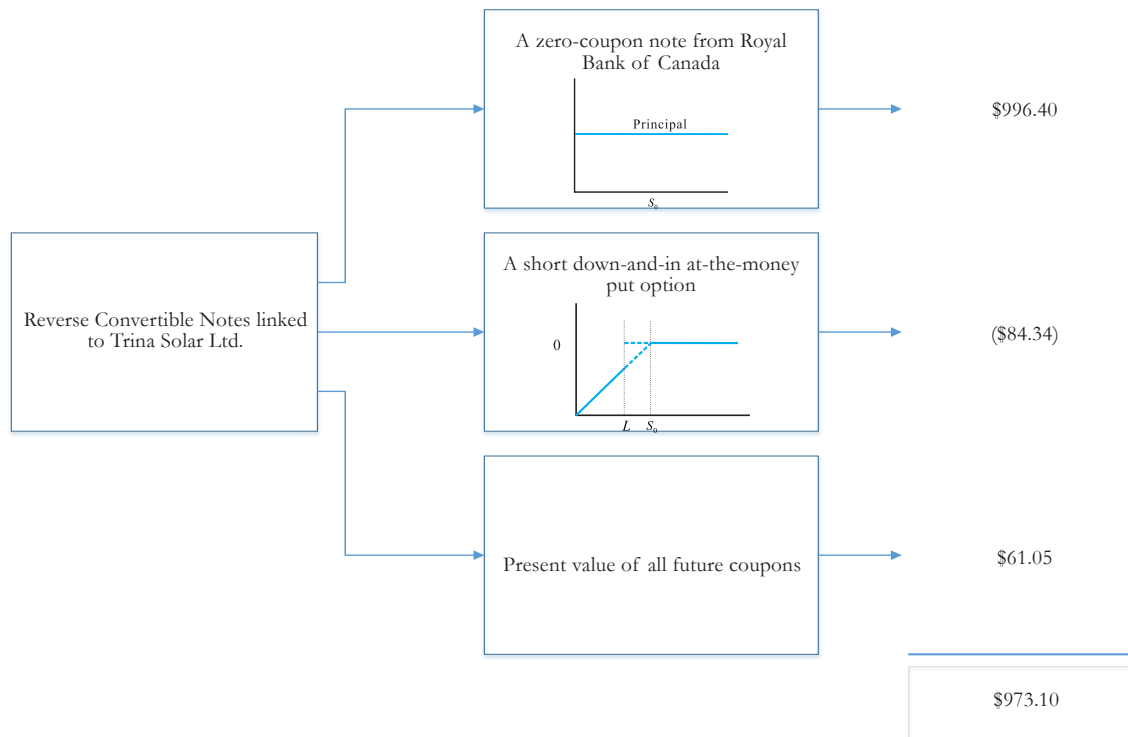 A zero-coupon note from Royal
Bank of Canada
Principal
S₀
$996.40
Reverse Convertible Notes linked
to Trina Solar Ltd.
A short down-and-in at-the-money
put option
0
L S₀
($84.34)
Present value of all future coupons
$61.05
$973.10